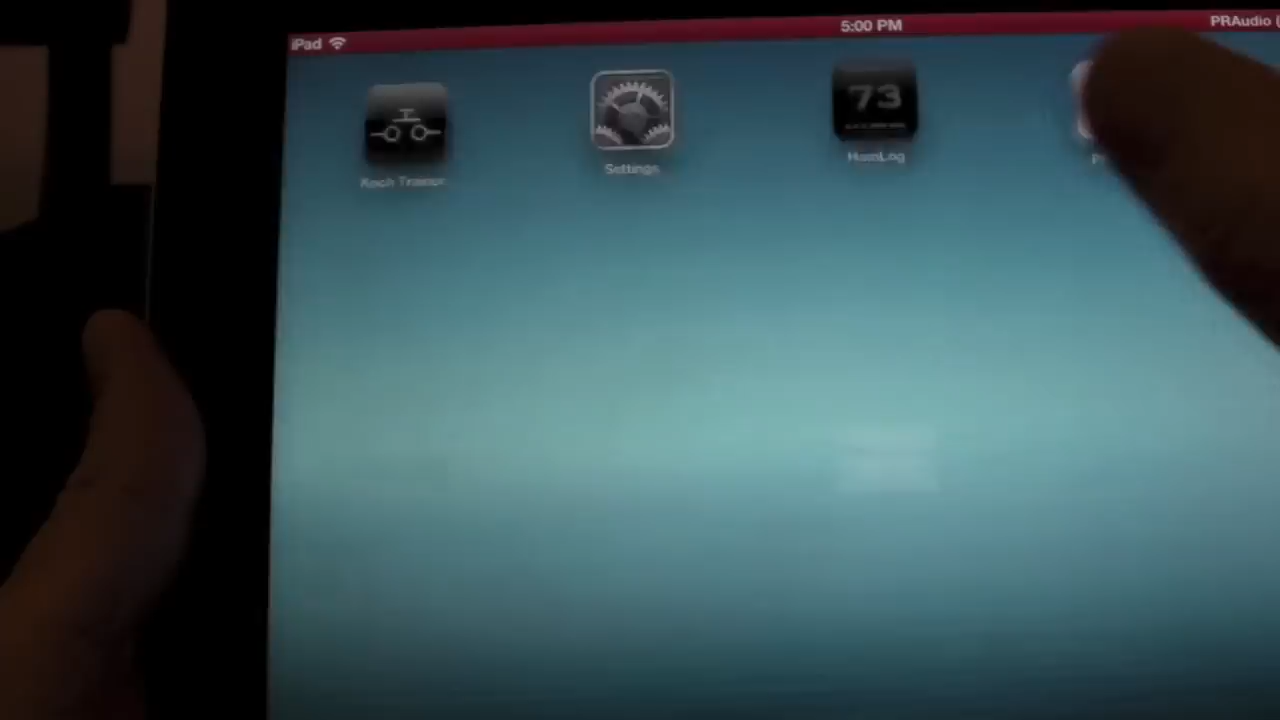 iPad
5:00 PM
PRAudio
73
Koch Trainer
Settings
HamLog